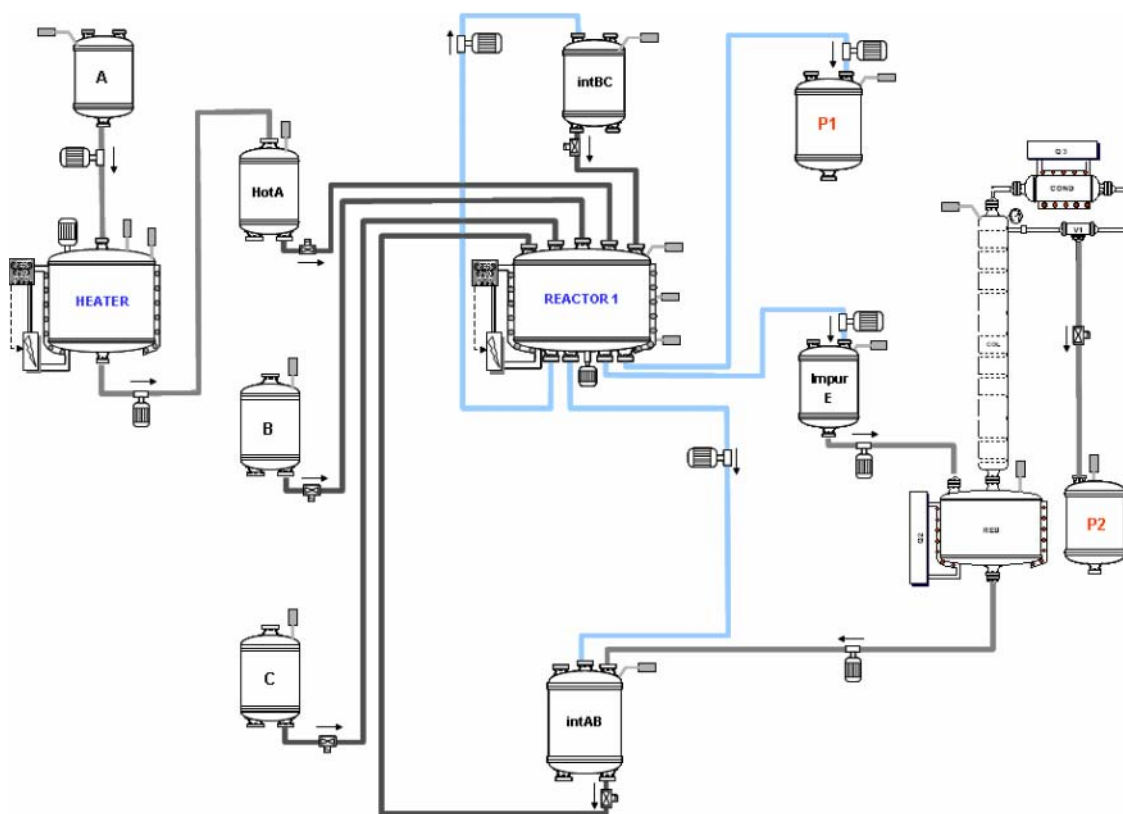 A
intBC
P1
Q3
COND
HotA
V1
HEATER
REACTOR 1
COL
Impur
E
B
P2
Q2
REB
C
intAB